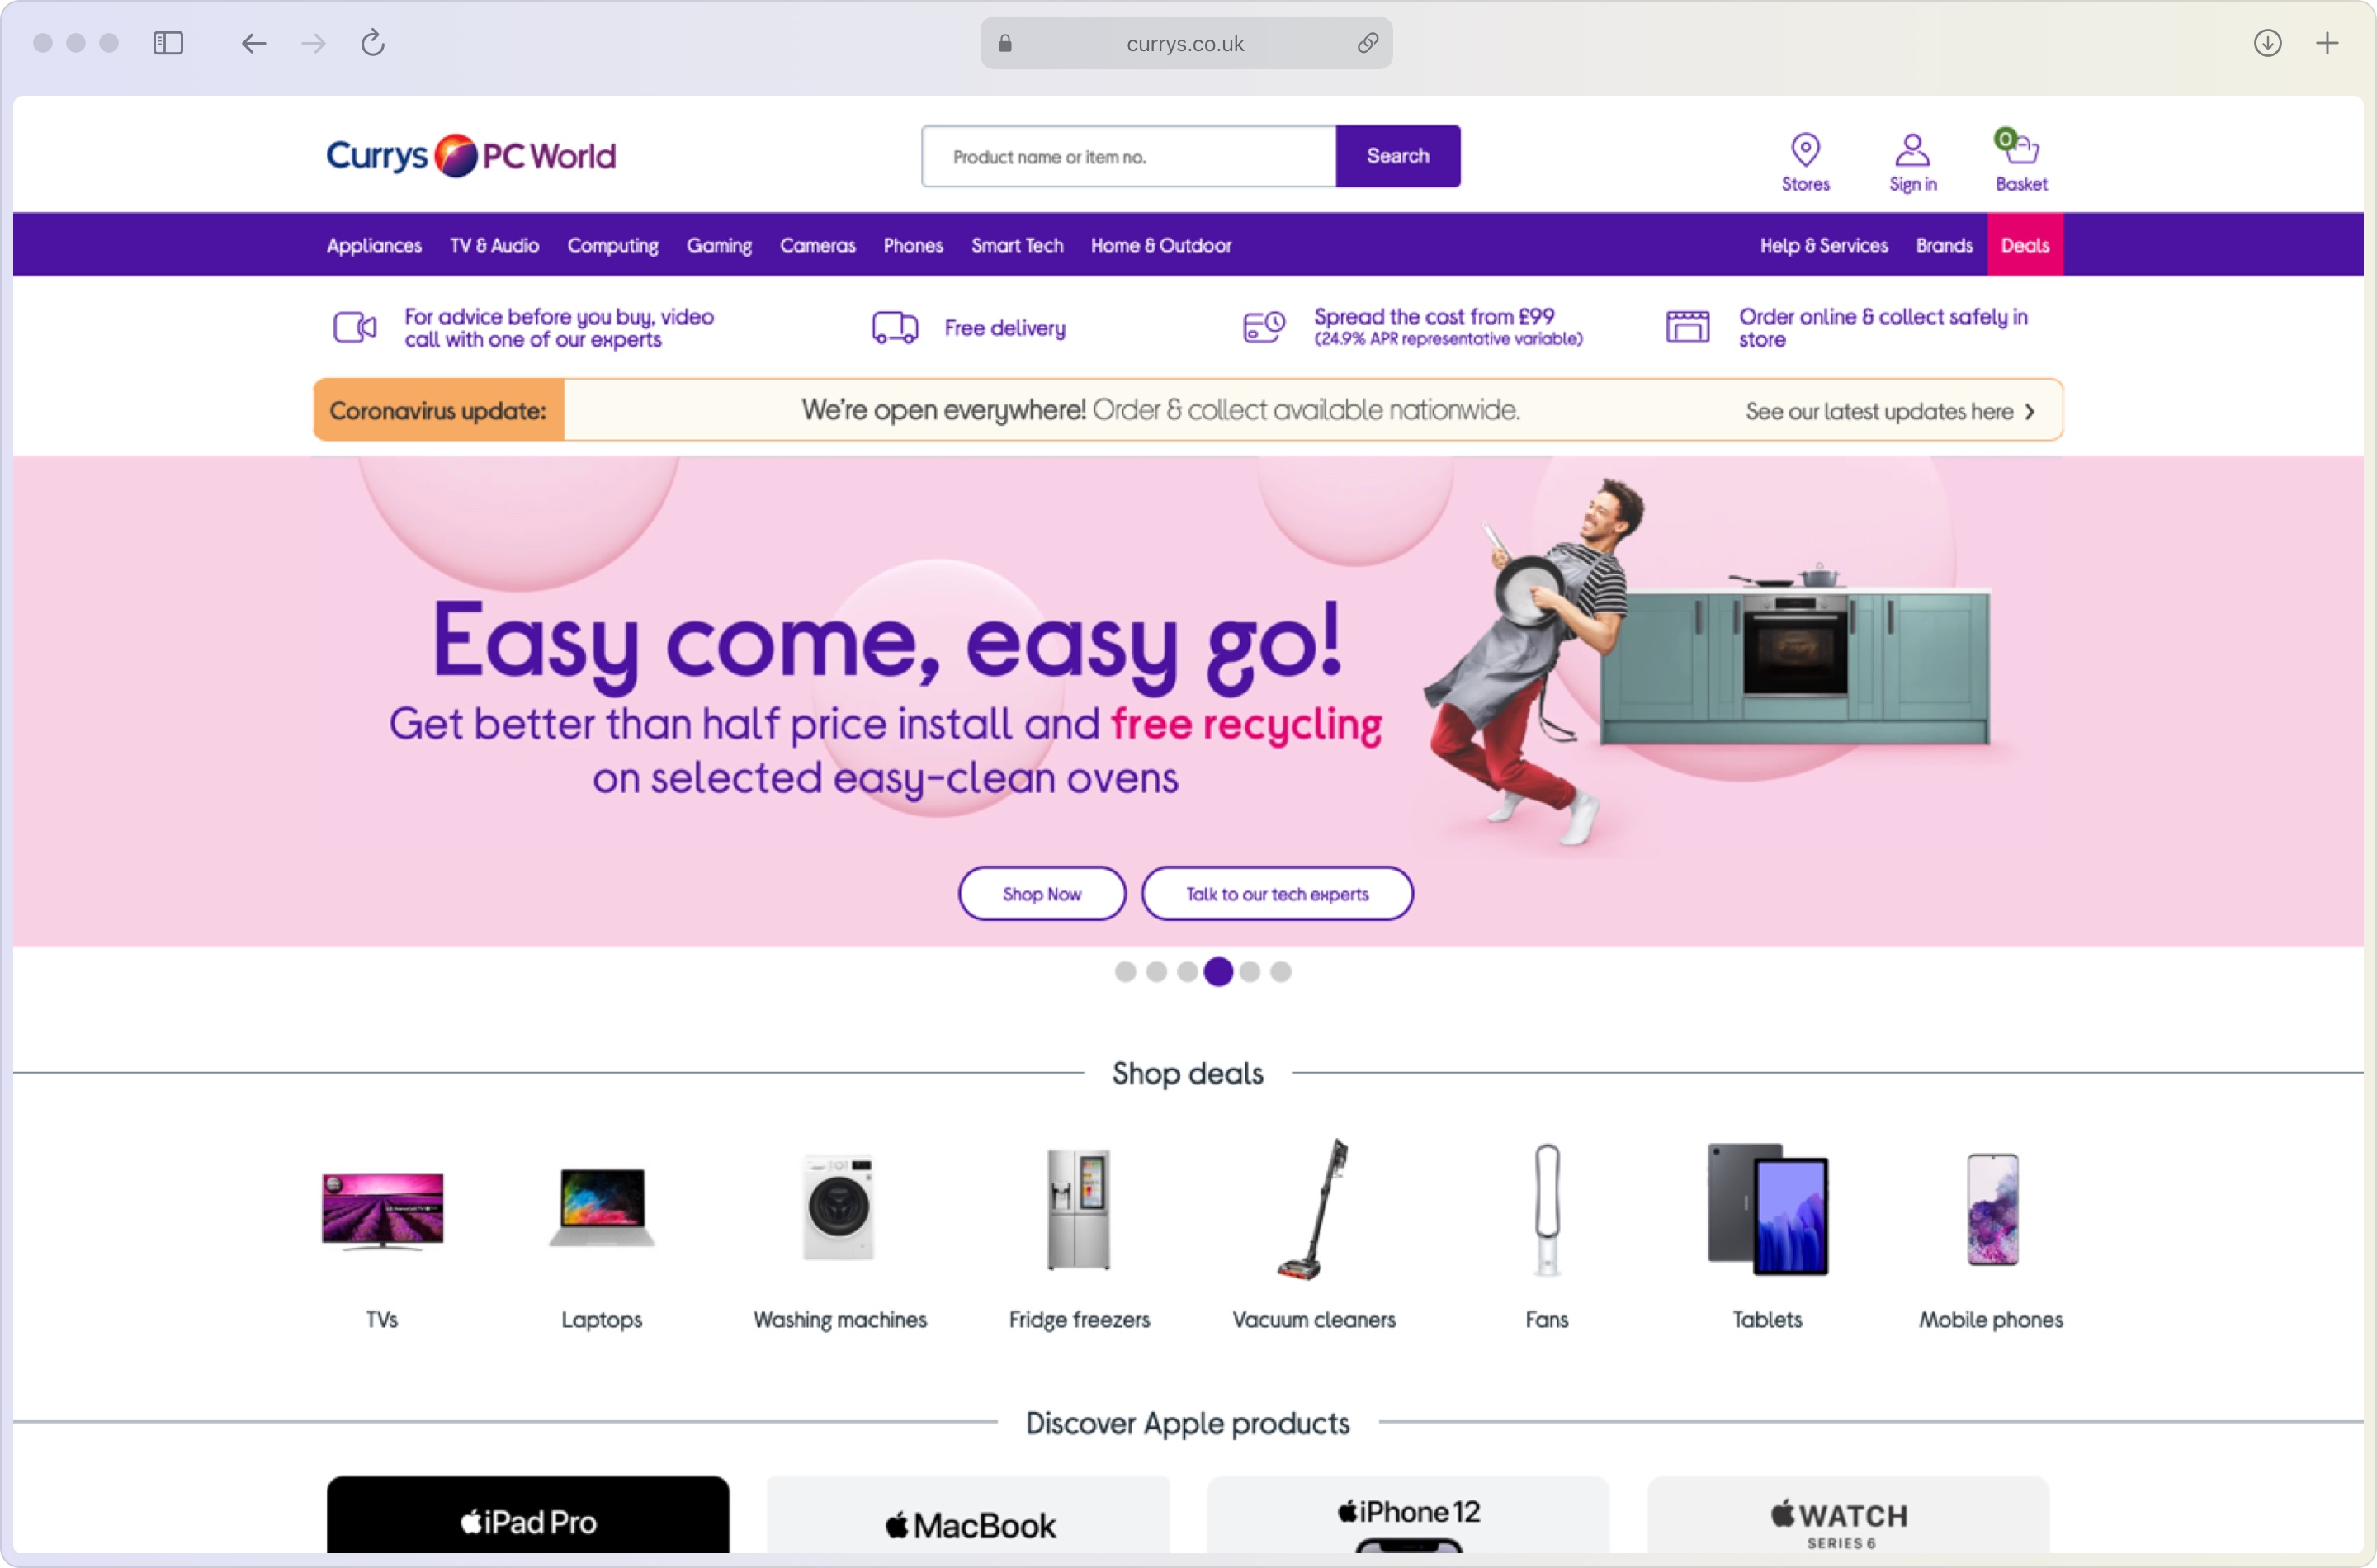 currys.co.uk
Currys PC World
Product name or item no.
Search
Stores
Sign in
0
Basket
Appliances
TV & Audio
Computing
Gaming
Cameras
Phones
Smart Tech
Home & Outdoor
Help & Services
Brands
Deals
For advice before you buy, video
call with one of our experts
Free delivery
Spread the cost from £99
(24.9% APR representative variable)
Order online & collect safely in
store
Coronavirus update:
We're open everywhere! Order & collect available nationwide.
See our latest updates here
Easy come, easy go!
Get better than half price install and free recycling
on selected easy-clean ovens
Shop Now
Talk to our tech experts
Shop deals
TVs
Laptops
Washing machines
Fridge freezers
Vacuum cleaners
Fans
Tablets
Mobile phones
Discover Apple products
iPad Pro
MacBook
iPhone 12
WATCH
SERIES 6